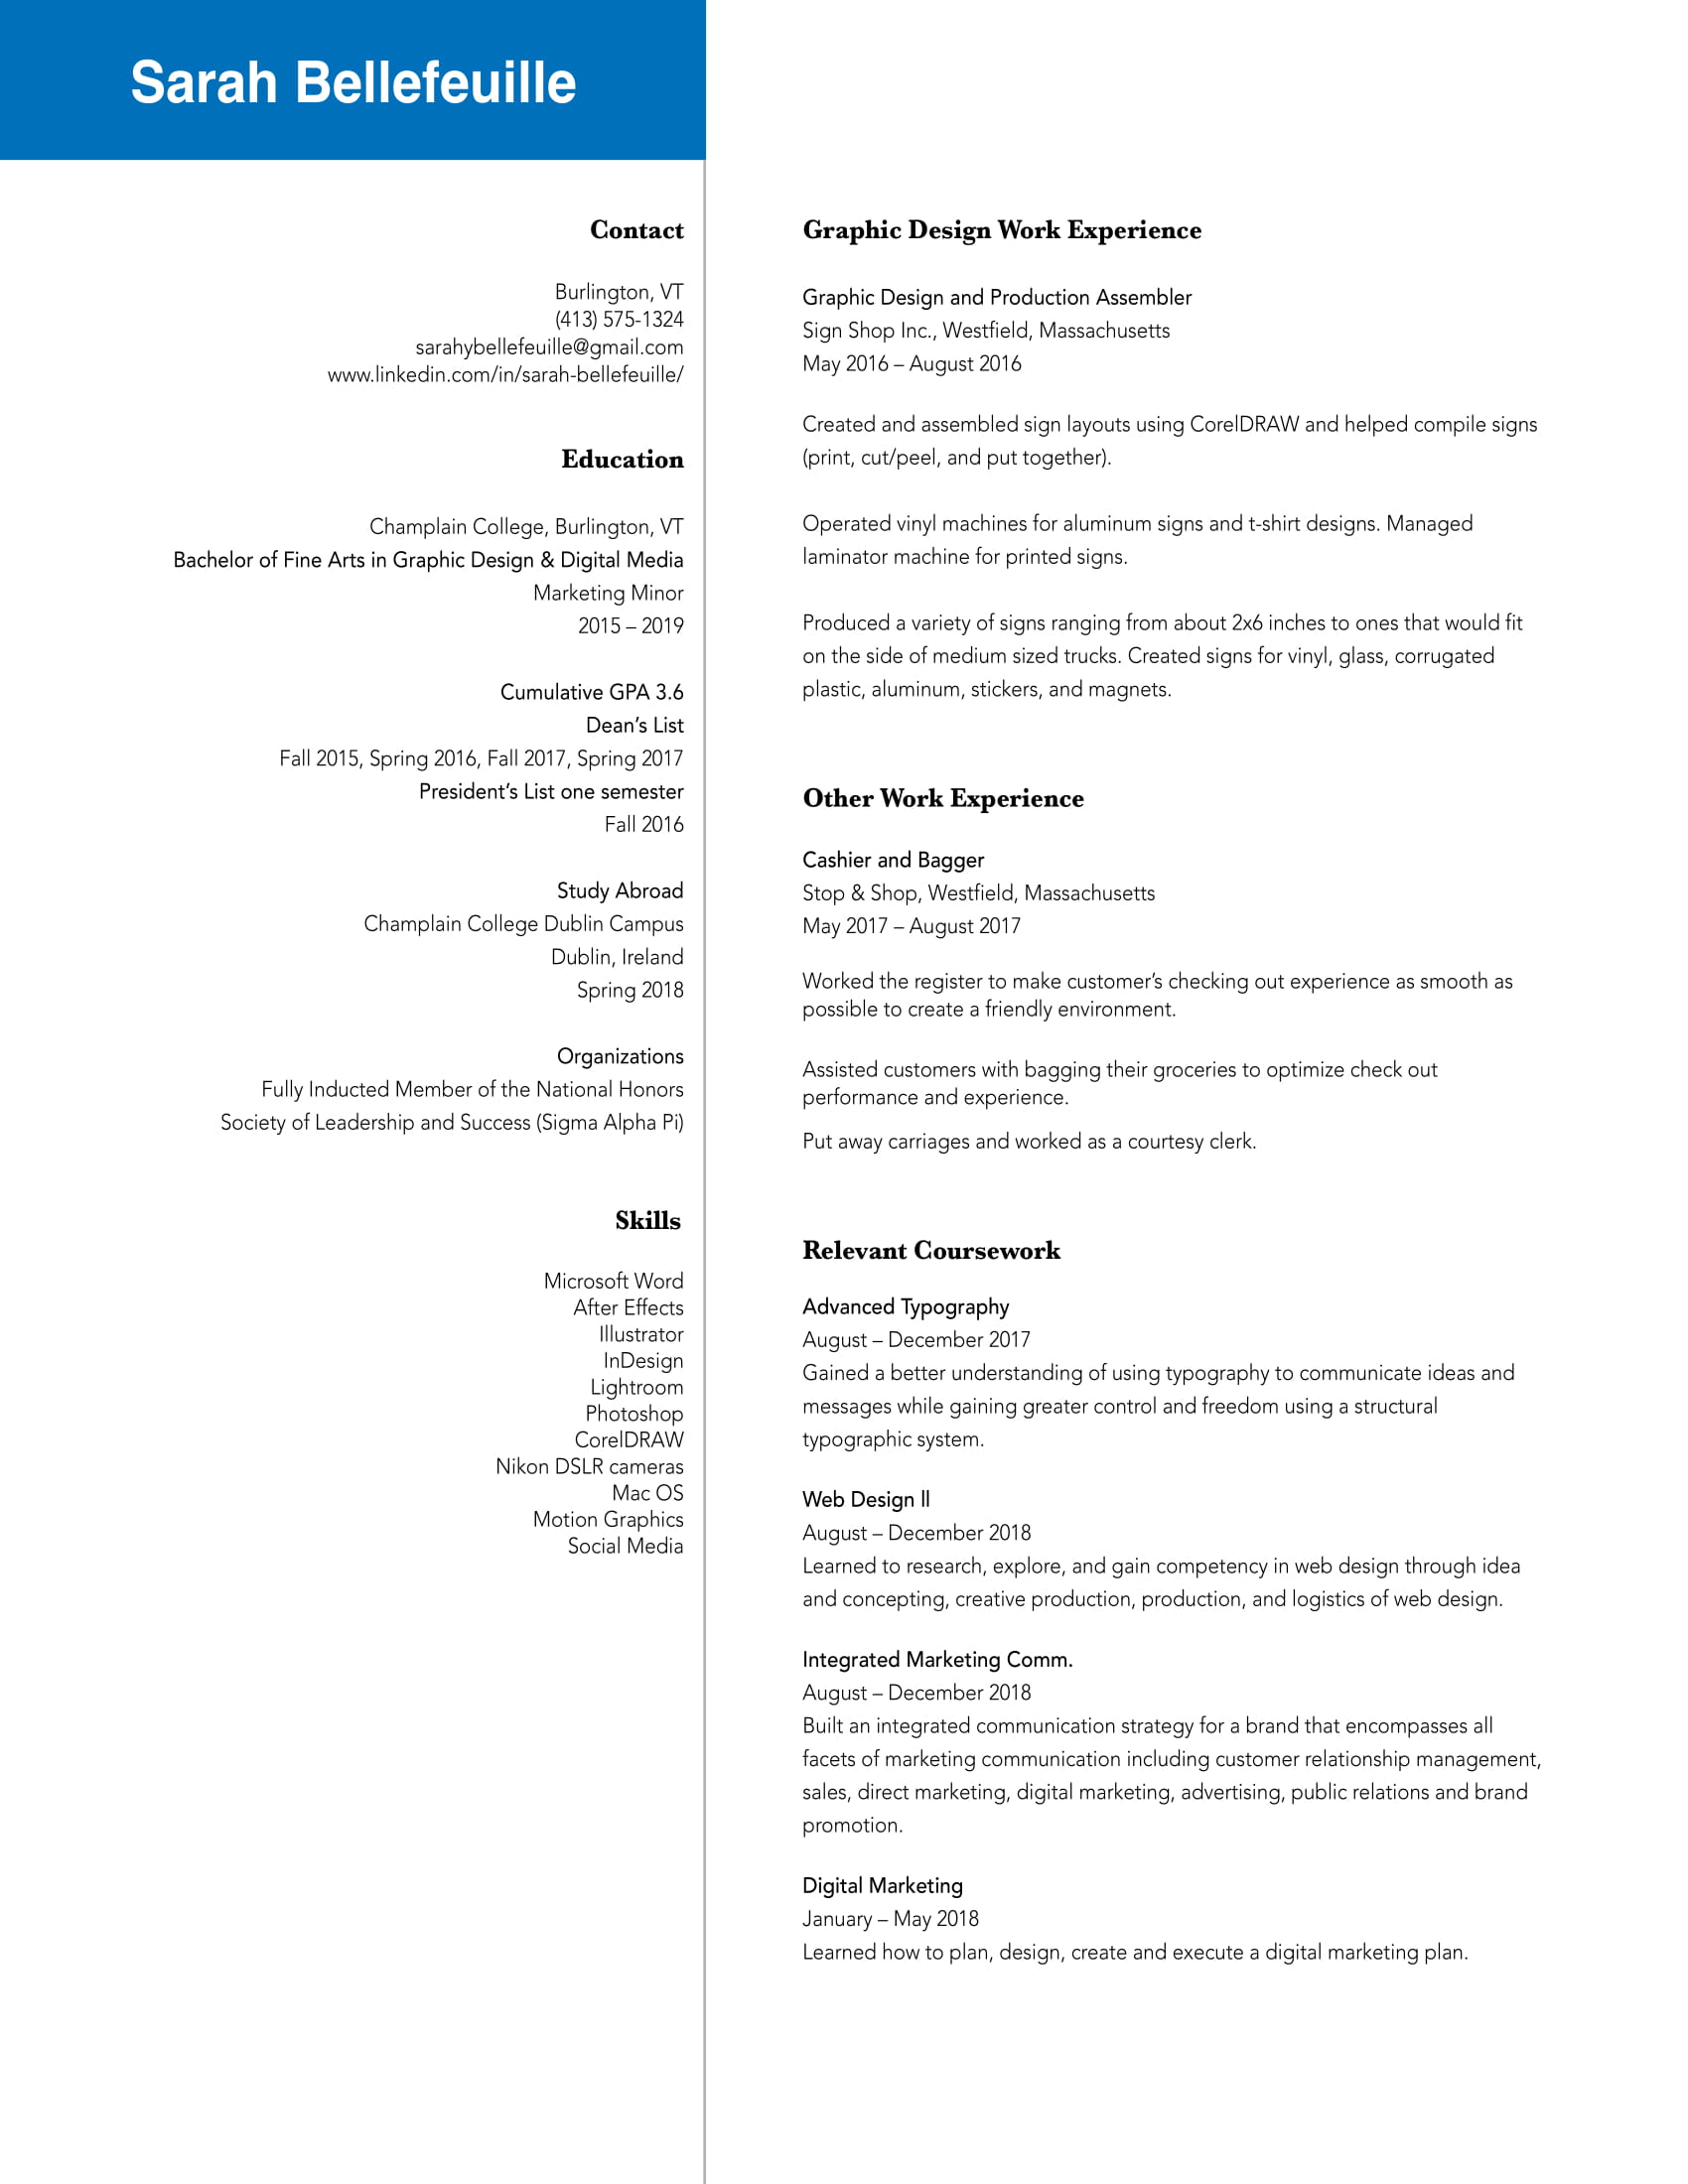 Sarah Bellefeuille
Contact
Burlington, VT
(413) 575-1324
sarahybellefeuille@gmail.com
www.linkedin.com/in/sarah-bellefeuille/
Education
Champlain College, Burlington, VT
Bachelor of Fine Arts in Graphic Design & Digital Media
Marketing Minor
2015 – 2019
Cumulative GPA 3.6
Dean’s List
Fall 2015, Spring 2016, Fall 2017, Spring 2017
President’s List one semester
Fall 2016
Study Abroad
Champlain College Dublin Campus
Dublin, Ireland
Spring 2018
Organizations
Fully Inducted Member of the National Honors
Society of Leadership and Success (Sigma Alpha Pi)
Skills
Microsoft Word
After Effects
Illustrator
InDesign
Lightroom
Photoshop
CorelDRAW
Nikon DSLR cameras
Mac OS
Motion Graphics
Social Media
Graphic Design Work Experience
Graphic Design and Production Assembler
Sign Shop Inc., Westfield, Massachusetts
May 2016 – August 2016
Created and assembled sign layouts using CorelDRAW and helped compile signs
(print, cut/peel, and put together).
Operated vinyl machines for aluminum signs and t-shirt designs. Managed
laminator machine for printed signs.
Produced a variety of signs ranging from about 2x6 inches to ones that would fit
on the side of medium sized trucks. Created signs for vinyl, glass, corrugated
plastic, aluminum, stickers, and magnets.
Other Work Experience
Cashier and Bagger
Stop & Shop, Westfield, Massachusetts
May 2017 – August 2017
Worked the register to make customer’s checking out experience as smooth as
possible to create a friendly environment.
Assisted customers with bagging their groceries to optimize check out
performance and experience.
Put away carriages and worked as a courtesy clerk.
Relevant Coursework
Advanced Typography
August – December 2017
Gained a better understanding of using typography to communicate ideas and
messages while gaining greater control and freedom using a structural
typographic system.
Web Design ll
August – December 2018
Learned to research, explore, and gain competency in web design through idea
and concepting, creative production, production, and logistics of web design.
Integrated Marketing Comm.
August – December 2018
Built an integrated communication strategy for a brand that encompasses all
facets of marketing communication including customer relationship management,
sales, direct marketing, digital marketing, advertising, public relations and brand
promotion.
Digital Marketing
January – May 2018
Learned how to plan, design, create and execute a digital marketing plan.